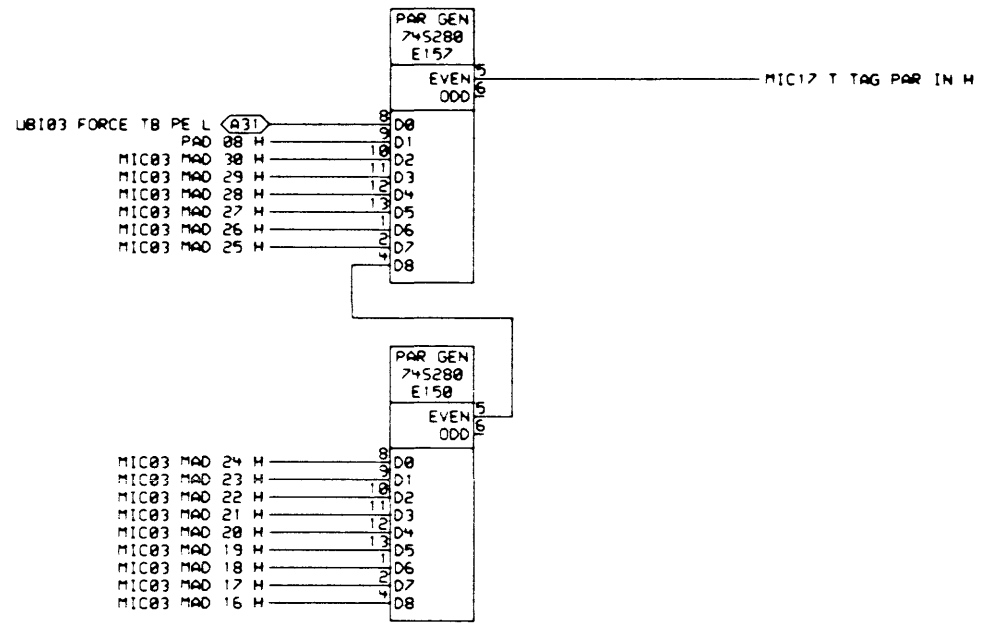 PAR GEN
74S280
E157
EVEN 5 MIC17 T TAG PAR IN H
ODD 6
UBI03 FORCE TB PE L A31 8 D0
PAD 08 H 9 D1
MIC03 MAD 30 H 10 D2
MIC03 MAD 29 H 11 D3
MIC03 MAD 28 H 12 D4
MIC03 MAD 27 H 13 D5
MIC03 MAD 26 H 1 D6
MIC03 MAD 25 H 2 D7
4 D8
PAR GEN
74S280
E150
EVEN 5
ODD 6
MIC03 MAD 24 H 8 D0
MIC03 MAD 23 H 9 D1
MIC03 MAD 22 H 10 D2
MIC03 MAD 21 H 11 D3
MIC03 MAD 20 H 12 D4
MIC03 MAD 19 H 13 D5
MIC03 MAD 18 H 1 D6
MIC03 MAD 17 H 2 D7
MIC03 MAD 16 H 4 D8